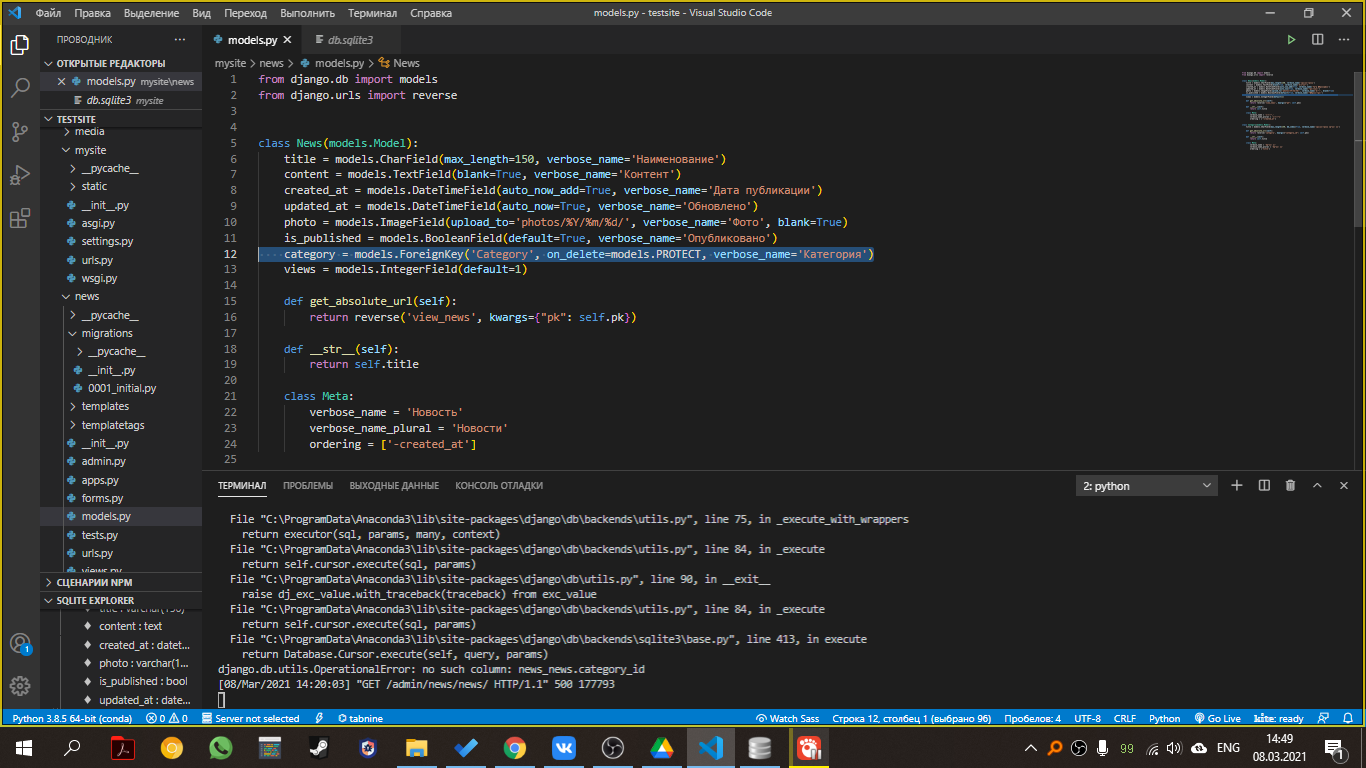 Файл Правка Выделение Вид Переход Выполнить Терминал Справка
models.py - testsite - Visual Studio Code
ПРОВОДНИК
models.py
db.sqlite3
ОТКРЫТЫЕ РЕДАКТОРЫ
models.py mysite\news
db.sqlite3 mysite
TESTSITE
media
mysite
__pycache__
static
__init__.py
asgi.py
settings.py
urls.py
wsgi.py
news
__pycache__
migrations
__pycache__
__init__.py
0001_initial.py
templates
templatetags
__init__.py
admin.py
apps.py
forms.py
models.py
tests.py
urls.py
views.py
СЦЕНАРИИ NPM
SQLITE EXPLORER
title : varchar(150)
content : text
created_at : datet...
photo : varchar(1...
is_published : bool
updated_at : date...
mysite > news > models.py > News
1 from django.db import models
2 from django.urls import reverse
3
4
5 class News(models.Model):
6 title = models.CharField(max_length=150, verbose_name='Наименование')
7 content = models.TextField(blank=True, verbose_name='Контент')
8 created_at = models.DateTimeField(auto_now_add=True, verbose_name='Дата публикации')
9 updated_at = models.DateTimeField(auto_now=True, verbose_name='Обновлено')
10 photo = models.ImageField(upload_to='photos/%Y/%m/%d/', verbose_name='Фото', blank=True)
11 is_published = models.BooleanField(default=True, verbose_name='Опубликовано')
12 category = models.ForeignKey('Category', on_delete=models.PROTECT, verbose_name='Категория')
13 views = models.IntegerField(default=1)
14
15 def get_absolute_url(self):
16 return reverse('view_news', kwargs={"pk": self.pk})
17
18 def __str__(self):
19 return self.title
20
21 class Meta:
22 verbose_name = 'Новость'
23 verbose_name_plural = 'Новости'
24 ordering = ['-created_at']
25
ТЕРМИНАЛ ПРОБЛЕМЫ ВЫХОДНЫЕ ДАННЫЕ КОНСОЛЬ ОТЛАДКИ
2: python
File "C:\ProgramData\Anaconda3\lib\site-packages\django\db\backends\utils.py", line 75, in _execute_with_wrappers
return executor(sql, params, many, context)
File "C:\ProgramData\Anaconda3\lib\site-packages\django\db\backends\utils.py", line 84, in _execute
return self.cursor.execute(sql, params)
File "C:\ProgramData\Anaconda3\lib\site-packages\django\db\utils.py", line 90, in __exit__
raise dj_exc_value.with_traceback(traceback) from exc_value
File "C:\ProgramData\Anaconda3\lib\site-packages\django\db\backends\utils.py", line 84, in _execute
return self.cursor.execute(sql, params)
File "C:\ProgramData\Anaconda3\lib\site-packages\django\db\backends\sqlite3\base.py", line 413, in execute
return Database.Cursor.execute(self, query, params)
django.db.utils.OperationalError: no such column: news_news.category_id
[08/Mar/2021 14:20:03] "GET /admin/news/news/ HTTP/1.1" 500 177793
1
Python 3.8.5 64-bit (conda) 0 0 Server not selected tabnine Watch Sass Строка 12, столбец 1 (выбрано 96) Пробелов: 4 UTF-8 CRLF Python Go Live kite: ready
99 ENG
14:49
08.03.2021
1